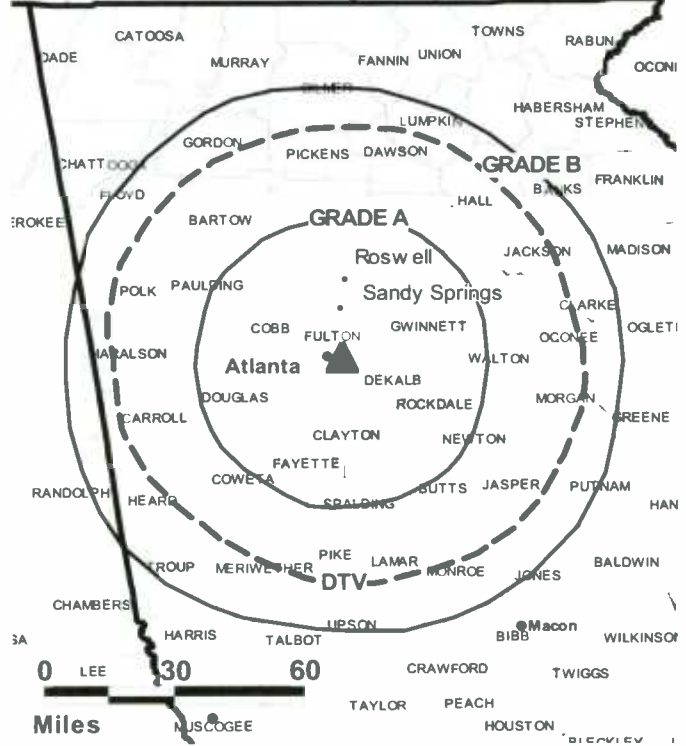 TOWNS
CATOOSA
RABUN
UNION
DADE
MURRAY
FANNIN
OCONI
GILMER
HABERSHAM
LUMPKIN
STEPHEN
GORDON
PICKENS DAWSON
GRADE B
CHATTOOGA
FRANKLIN
BANKS
FLOYD
HALL
EROKEE
BARTOW
GRADE A
JACKSON
MADISON
Roswell
POLK PAULDING
Sandy Springs
CLARKE
COBB
FULTON
GWINNETT
OCONEE
OGLET
HARALSON
Atlanta
WALTON
DEKALB
DOUGLAS
ROCKDALE
MORGAN
CARROLL
GREENE
CLAYTON
NEWTON
FAYETTE
COWETA
BUTTS
JASPER
PUTNAM
RANDOLPH
HEARD
SPALDING
HAN
PIKE
LAMAR
BALDWIN
TROUP
MERIWETHER
MONROE
JONES
DTV
CHAMBERS
UPSON
Macon
SA
HARRIS
TALBOT
BIBB
WILKINSON
0 LEE 30 60
CRAWFORD
TWIGGS
TAYLOR
PEACH
Miles
MUSCOGEE
HOUSTON
BLECKLEY